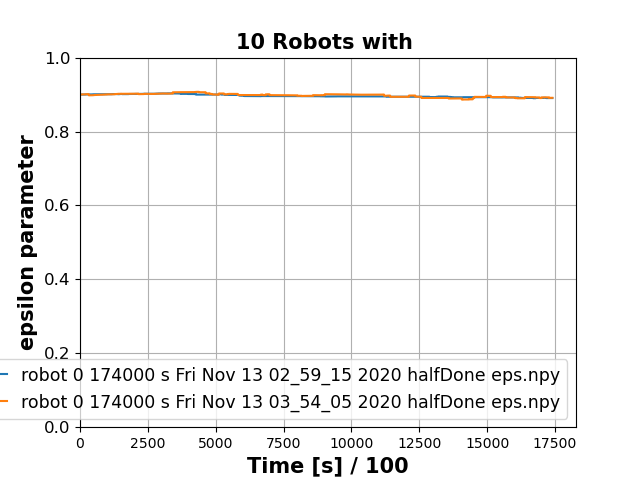 10 Robots with
epsilon parameter
1.0
0.8
0.6
0.4
0.2
0.0
robot 0 174000 s Fri Nov 13 02_59_15 2020 halfDone eps.npy
robot 0 174000 s Fri Nov 13 03_54_05 2020 halfDone eps.npy
0 2500 5000 7500 10000 12500 15000 17500
Time [s] / 100